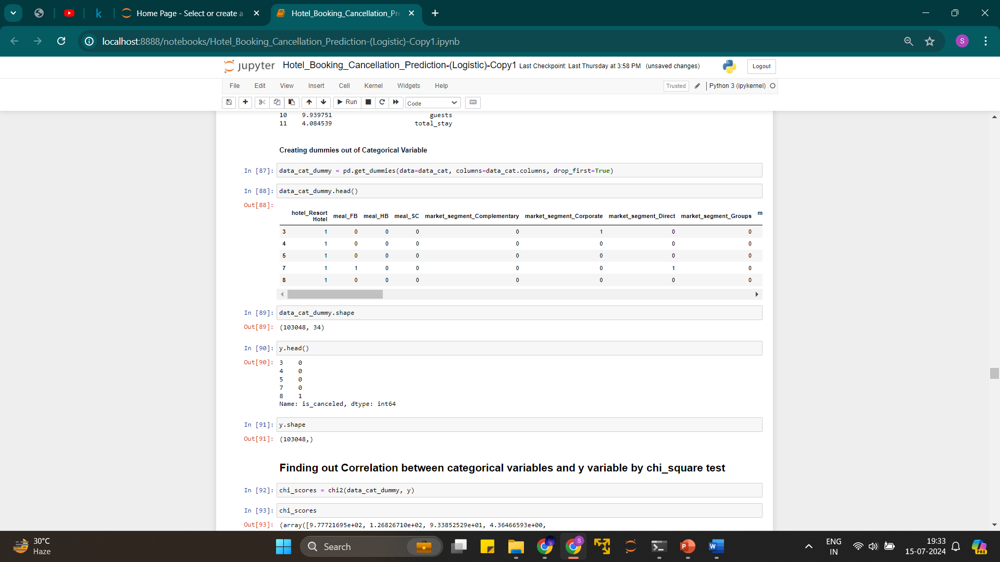 Home Page - Select or create a
Hotel_Booking_Cancellation_Pr
localhost:8888/notebooks/Hotel_Booking_Cancellation_Prediction-(Logistic)-Copy1.ipynb
S
jupyter Hotel_Booking_Cancellation_Prediction-(Logistic)-Copy1 Last Checkpoint: Last Thursday at 3:58 PM (unsaved changes)
Logout
File Edit View Insert Cell Kernel Widgets Help
Trusted
Python 3 (ipykernel)
Run
Code
10 9.939751 guests
11 4.084539 total_stay
Creating dummies out of Categorical Variable
In [87]: data_cat_dummy = pd.get_dummies(data=data_cat, columns=data_cat.columns, drop_first=True)
In [88]: data_cat_dummy.head()
Out[88]:
hotel_Resort Hotel meal_FB meal_HB meal_SC market_segment_Complementary market_segment_Corporate market_segment_Direct market_segment_Groups m
3 1 0 0 0 0 1 0 0
4 1 0 0 0 0 0 0 0
5 1 0 0 0 0 0 0 0
7 1 1 0 0 0 0 1 0
8 1 0 0 0 0 0 0 0
In [89]: data_cat_dummy.shape
Out[89]: (103048, 34)
In [90]: y.head()
Out[90]: 3 0
4 0
5 0
7 0
8 1
Name: is_canceled, dtype: int64
In [91]: y.shape
Out[91]: (103048,)
Finding out Correlation between categorical variables and y variable by chi_square test
In [92]: chi_scores = chi2(data_cat_dummy, y)
In [93]: chi_scores
Out[93]: (array([9.77721695e+02, 1.26826710e+02, 9.33852529e+01, 4.36466593e+00,
30°C
Haze
Search
ENG
IN
19:33
15-07-2024
PRE